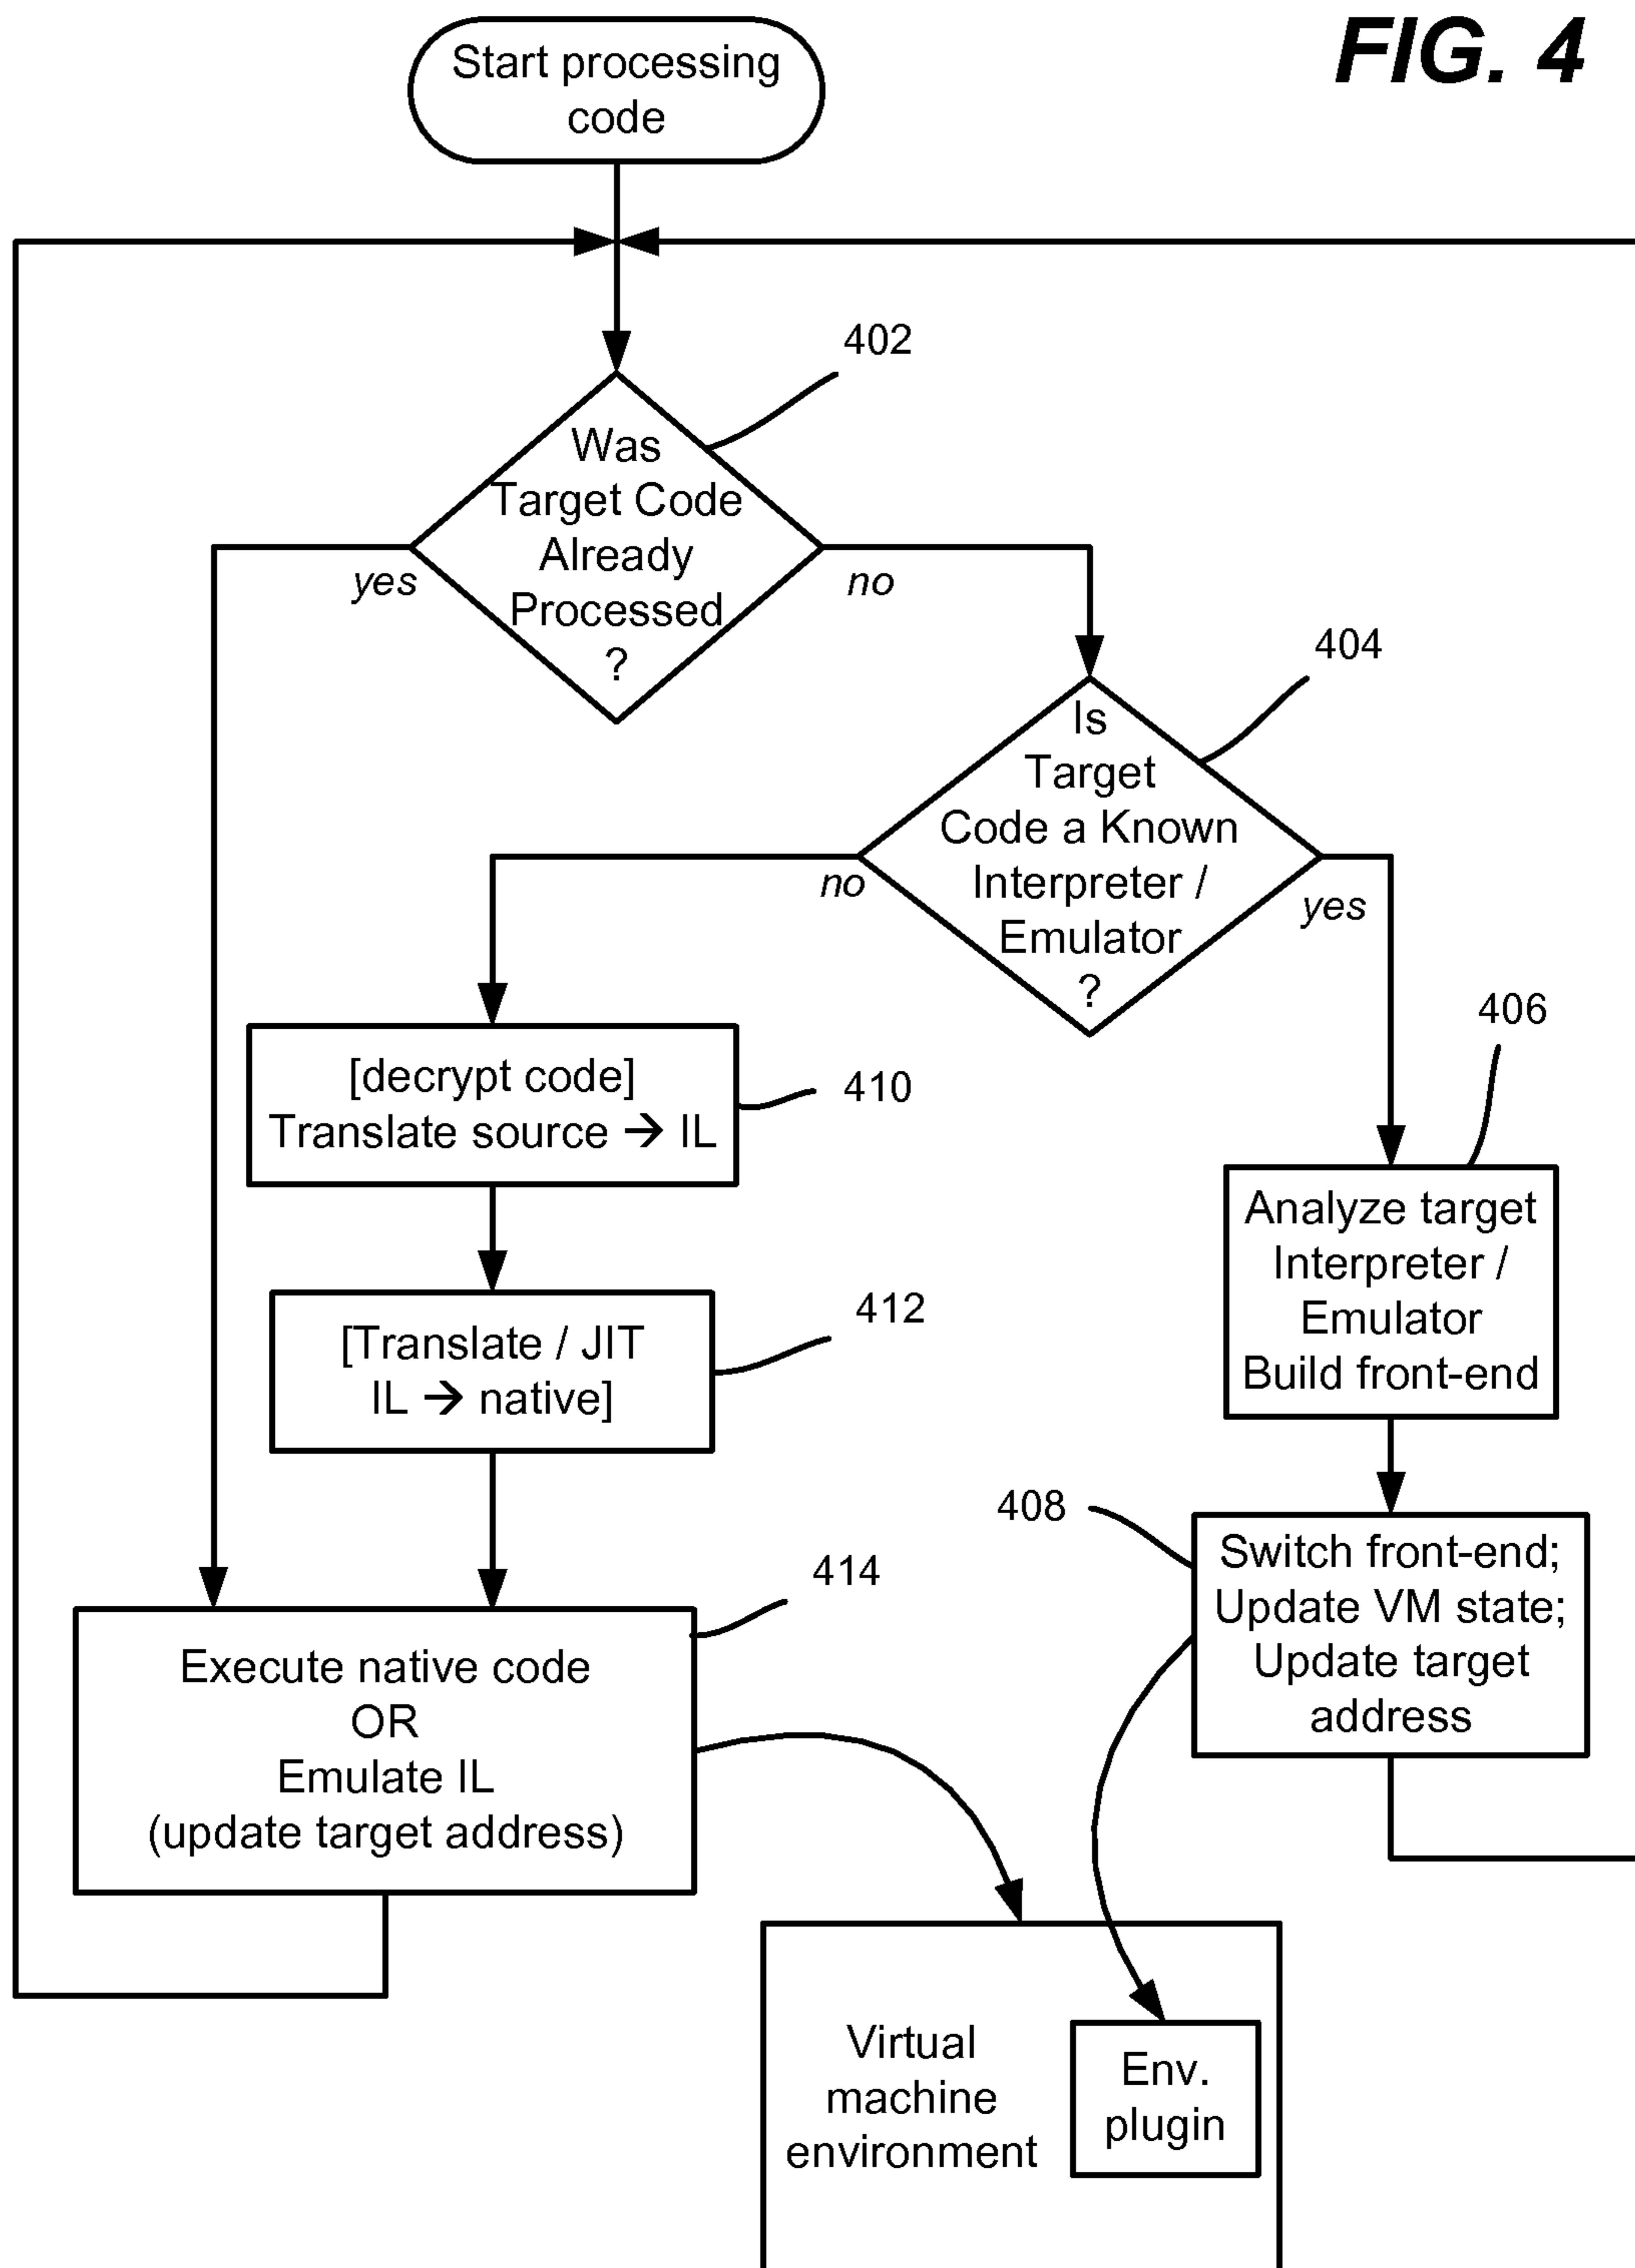 FIG. 4
Start processing
code
402
Was
Target Code
Already
Processed
?
yes
no
404
Is
Target
Code a Known
Interpreter /
Emulator
?
no
yes
406
[decrypt code]
Translate source → IL
410
Analyze target
Interpreter /
Emulator
Build front-end
412
[Translate / JIT
IL → native]
408
Switch front-end;
Update VM state;
Update target
address
414
Execute native code
OR
Emulate IL
(update target address)
Virtual
machine
environment
Env.
plugin